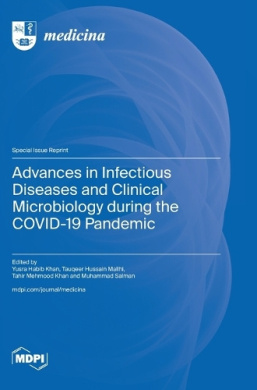 medicina
Special Issue Reprint
Advances in Infectious
Diseases and Clinical
Microbiology during the
COVID-19 Pandemic
Edited by
Yusra Habib Khan, Tauqeer Hussain Mallhi,
Tahir Mehmood Khan and Muhammad Salman
mdpi.com/journal/medicina
MDPI